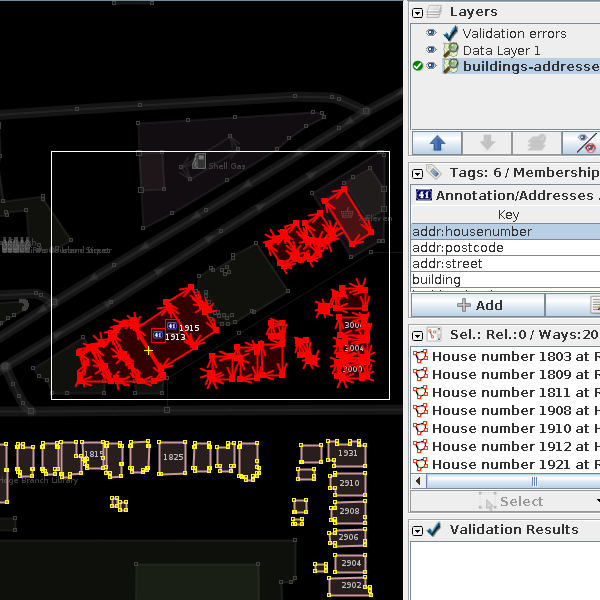 Layers
Validation errors
Data Layer 1
buildings-addresse
Tags: 6 / Membership
Annotation/Addresses .
Key
addr:housenumber
addr:postcode
addr:street
building
Add
Sel.: Rel.:0 / Ways:20
House number 1803 at R
House number 1809 at R
House number 1811 at R
House number 1908 at H
House number 1910 at H
House number 1912 at H
House number 1921 at R
Select
Validation Results
Shell Gas
Eleven
1915
1913
3004
3000
1815
1825
1931
2910
2908
2906
2904
2902
Branch Library